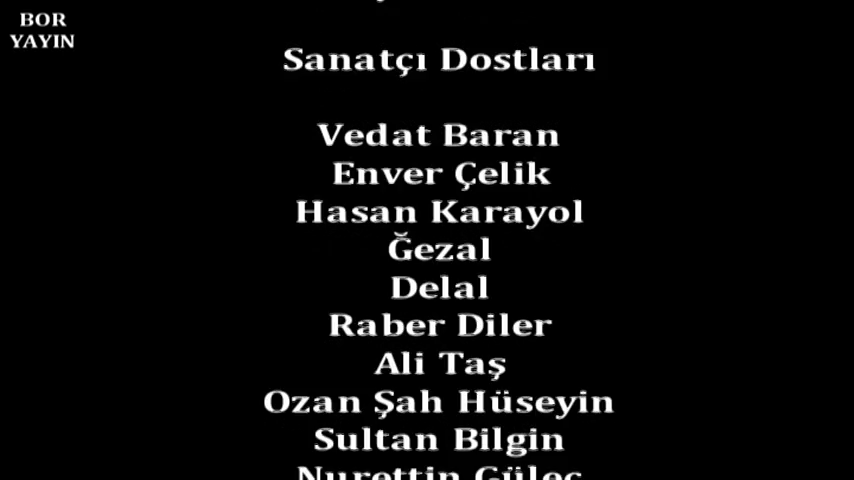 BOR
YAYIN
Sanatçı Dostları
Vedat Baran
Enver Çelik
Hasan Karayol
Ğezal
Delal
Raber Diler
Ali Taş
Ozan Şah Hüseyin
Sultan Bilgin
Nurettin